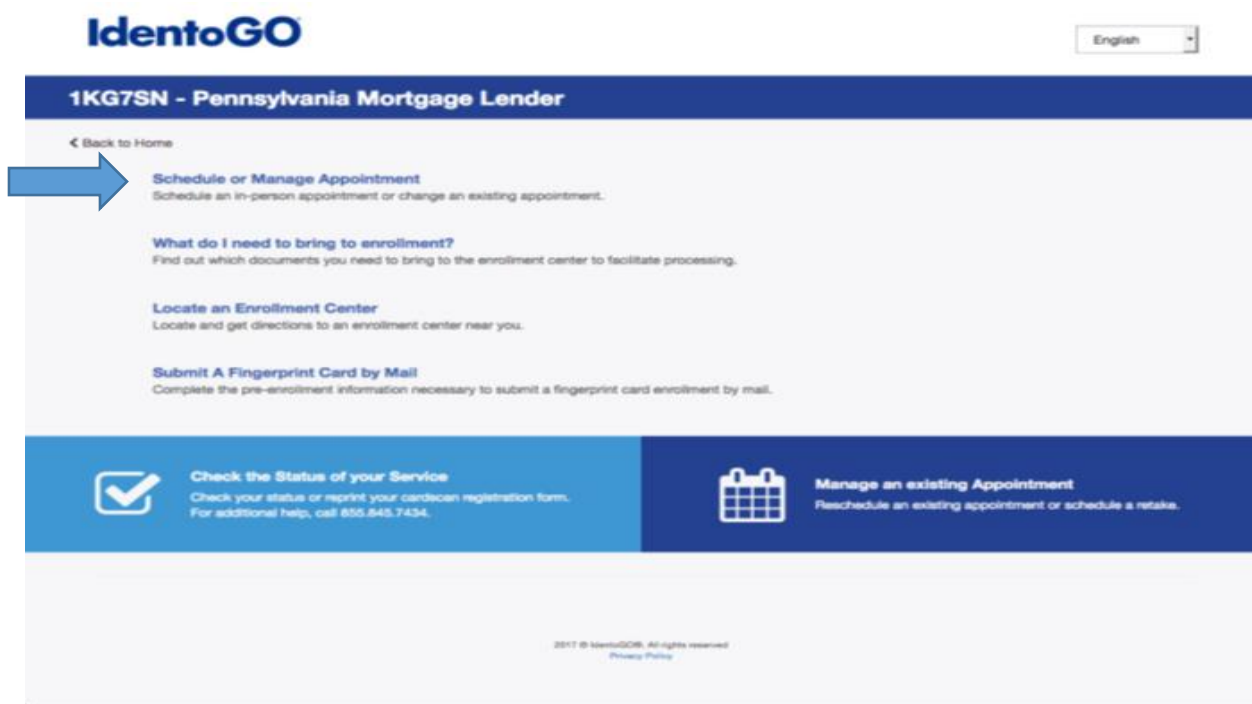 IdentoGO
English
1KG7SN - Pennsylvania Mortgage Lender
Back to Home
Schedule or Manage Appointment
Schedule an in-person appointment or change an existing appointment.
What do I need to bring to enrollment?
Find out which documents you need to bring to the enrollment center to facilitate processing.
Locate an Enrollment Center
Locate and get directions to an enrollment center near you.
Submit A Fingerprint Card by Mail
Complete the pre-enrollment information necessary to submit a fingerprint card enrollment by mail.
Check the Status of your Service
Check your status or reprint your cardscan registration form.
For additional help, call 855.845.7434.
Manage an existing Appointment
Reschedule an existing appointment or schedule a retake.
2017 © IdentoGO®. All rights reserved
Privacy Policy